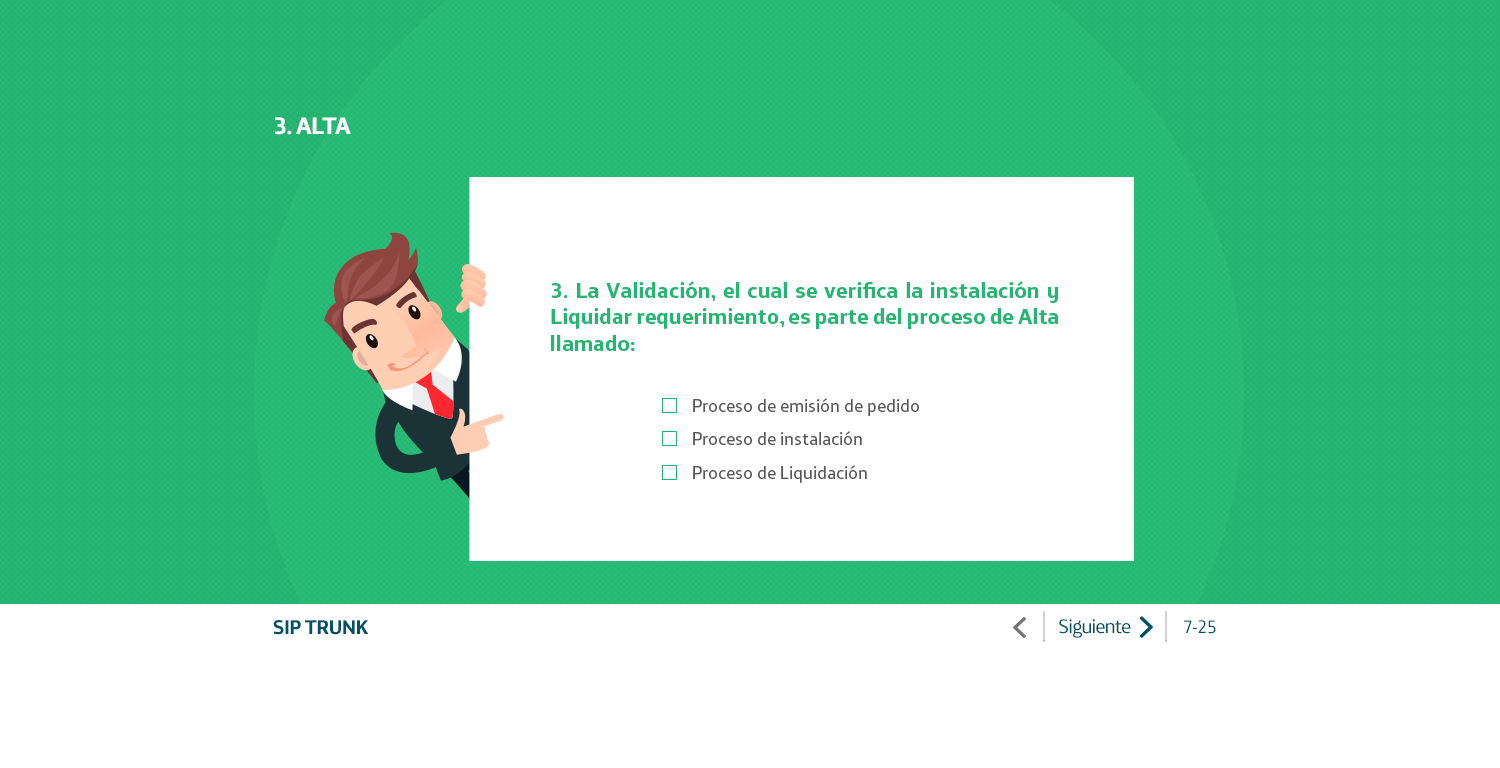 3. ALTA
3. La Validación, el cual se verifica la instalación y
Liquidar requerimiento, es parte del proceso de Alta
llamado:
Proceso de emisión de pedido
Proceso de instalación
Proceso de Liquidación
SIP TRUNK
Siguiente
7-25